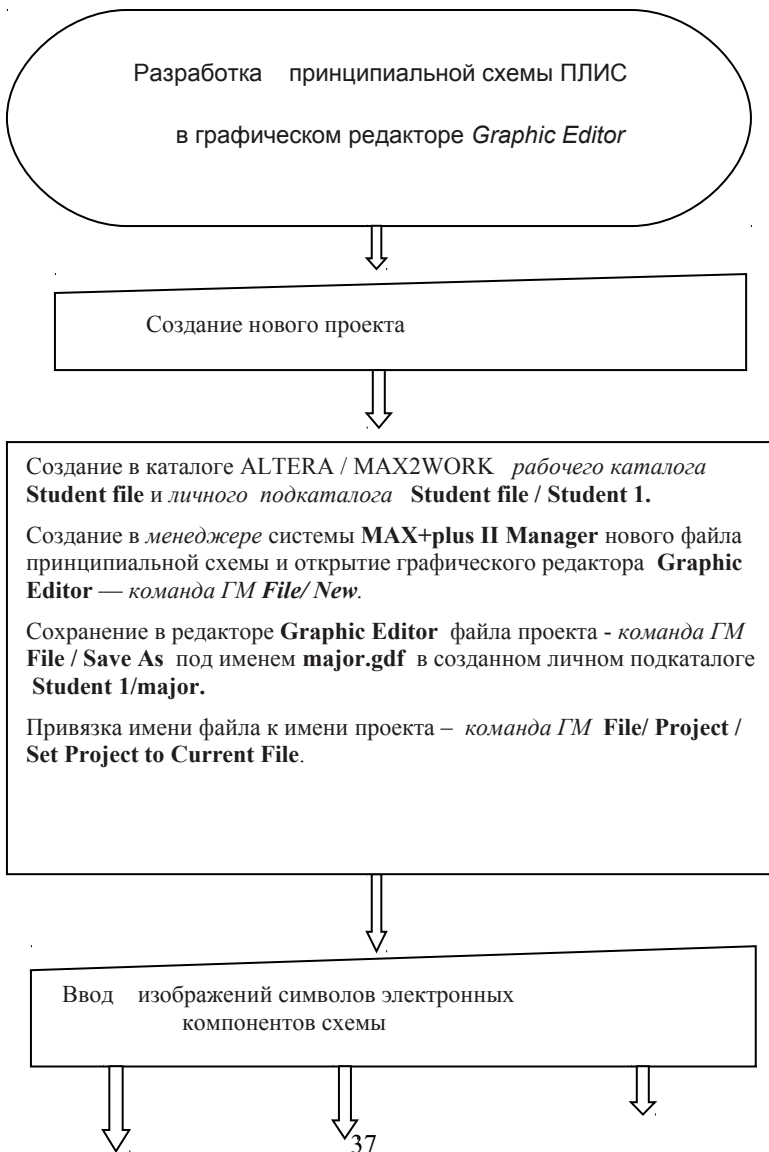 Разработка принципиальной схемы ПЛИС
в графическом редакторе Graphic Editor
Создание нового проекта
Создание в каталоге ALTERA / MAX2WORK рабочего каталога
Student file и личного подкаталога Student file / Student 1.
Создание в менеджере системы MAX+plus II Manager нового файла
принципиальной схемы и открытие графического редактора Graphic
Editor — команда ГМ File/ New.
Сохранение в редакторе Graphic Editor файла проекта - команда ГМ
File / Save As под именем major.gdf в созданном личном подкаталоге
Student 1/major.
Привязка имени файла к имени проекта – команда ГМ File/ Project /
Set Project to Current File.
Ввод изображений символов электронных
компонентов схемы
37